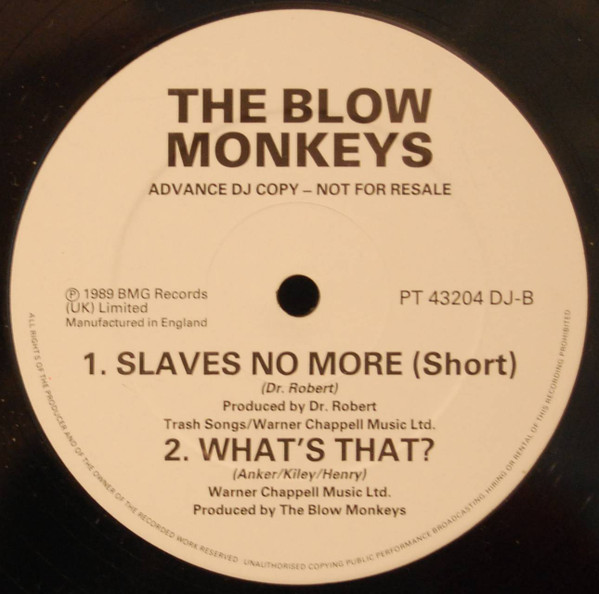 THE BLOW
MONKEYS
ADVANCE DJ COPY – NOT FOR RESALE
℗ 1989 BMG Records
(UK) Limited
Manufactured in England
PT 43204 DJ-B
1. SLAVES NO MORE (Short)
(Dr. Robert)
Produced by Dr. Robert
Trash Songs/Warner Chappell Music Ltd.
2. WHAT'S THAT?
(Anker/Kiley/Henry)
Warner Chappell Music Ltd.
Produced by The Blow Monkeys
ALL RIGHTS OF THE PRODUCER AND OF THE OWNER OF THE RECORDED WORK RESERVED. UNAUTHORISED COPYING PUBLIC PERFORMANCE BROADCASTING, HIRING OR RENTAL OF THIS RECORDING PROHIBITED